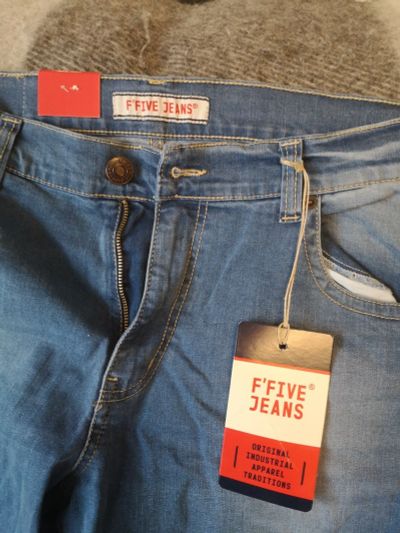 F'FIVE JEANS®
F'FIVE®
JEANS
ORIGINAL
INDUSTRIAL
APPAREL
TRADITIONS